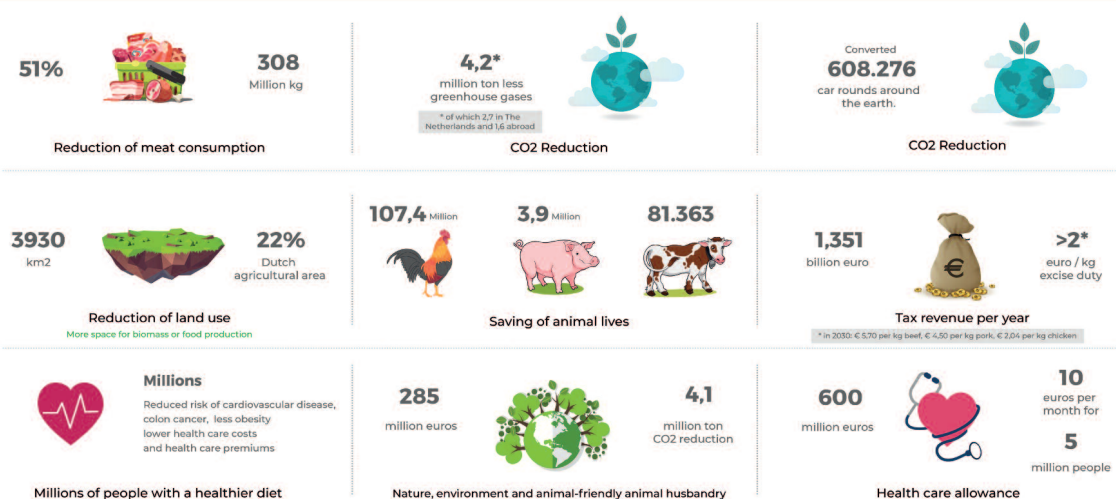 51%
308
Million kg
Reduction of meat consumption
4,2*
million ton less
greenhouse gases
* of which 2,7 in The
Netherlands and 1,6 abroad
CO2 Reduction
Converted
608.276
car rounds around
the earth.
CO2 Reduction
3930
km2
22%
Dutch
agricultural area
Reduction of land use
More space for biomass or food production
107,4 Million
3,9 Million
81.363
Saving of animal lives
1,351
billion euro
€
>2*
euro / kg
excise duty
Tax revenue per year
* in 2030: € 5,70 per kg beef, € 4,50 per kg pork, € 2,04 per kg chicken
Millions
Reduced risk of cardiovascular disease,
colon cancer, less obesity
lower health care costs
and health care premiums
Millions of people with a healthier diet
285
million euros
4,1
million ton
CO2 reduction
Nature, environment and animal-friendly animal husbandry
600
million euros
10
euros per
month for
5
million people
Health care allowance